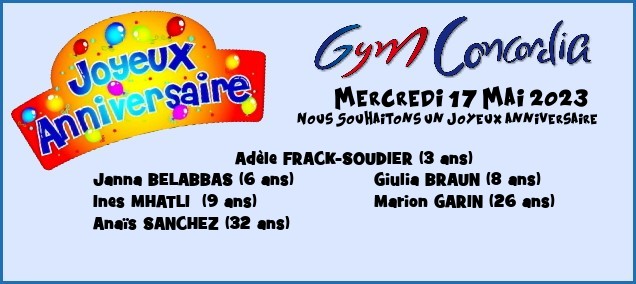 Joyeux
Anniversaire
Gym Concordia
Mercredi 17 Mai 2023
Nous souhaitons un joyeux anniversaire
Adèle FRACK-SOUDIER (3 ans)
Janna BELABBAS (6 ans) Giulia BRAUN (8 ans)
Ines MHATLI (9 ans) Marion GARIN (26 ans)
Anaïs SANCHEZ (32 ans)